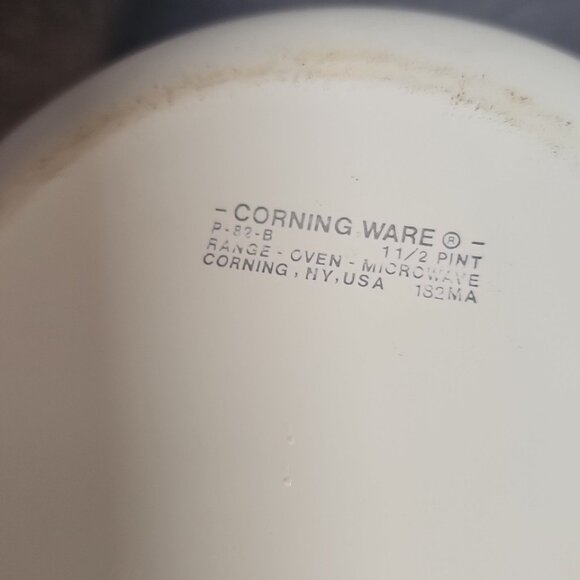 - CORNING WARE ® -
P-82-B 1 1/2 PINT
RANGE - OVEN - MICROWAVE
CORNING, NY, USA 182MA